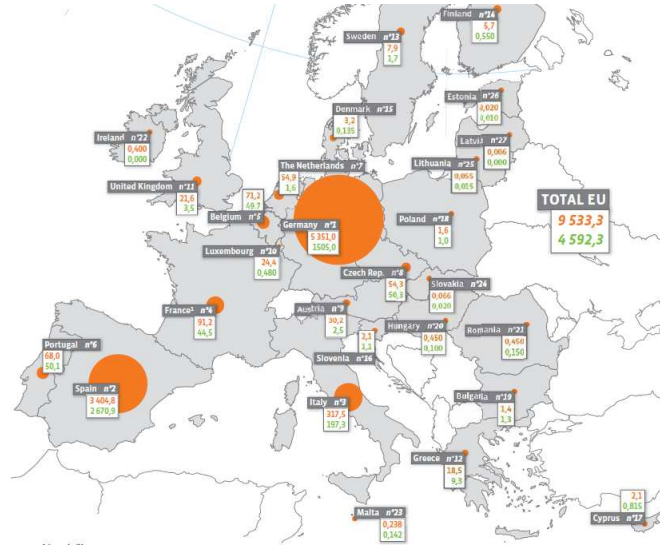 Finland n°14
5,7
0,550
Sweden n°13
7,9
1,7
Estonia n°26
0,020
0,010
Denmark n°15
3,2
0,135
Ireland n°22
0,400
0,000
Latvia n°27
0,006
0,000
Lithuania n°25
0,055
0,015
The Netherlands n°7
54,9
1,6
United Kingdom n°11
21,6
3,5
71,2
49,7
Belgium n°5
Germany n°1
5 351,0
1505,0
Poland n°18
1,6
1,0
TOTAL EU
9 533,3
4 592,3
Luxembourg n°10
24,4
0,480
Czech Rep. n°8
54,3
50,3
Slovakia n°24
0,066
0,020
France¹ n°4
91,2
44,5
Austria n°9
30,2
2,5
Hungary n°20
0,450
0,100
Romania n°21
0,450
0,150
2,1
1,1
Slovenia n°16
Portugal n°6
68,0
50,1
Spain n°2
3 404,8
2 670,9
Italy n°3
317,5
197,3
Bulgaria n°19
1,4
1,3
Greece n°12
18,5
9,3
Malta n°23
0,238
0,142
2,1
0,815
Cyprus n°17